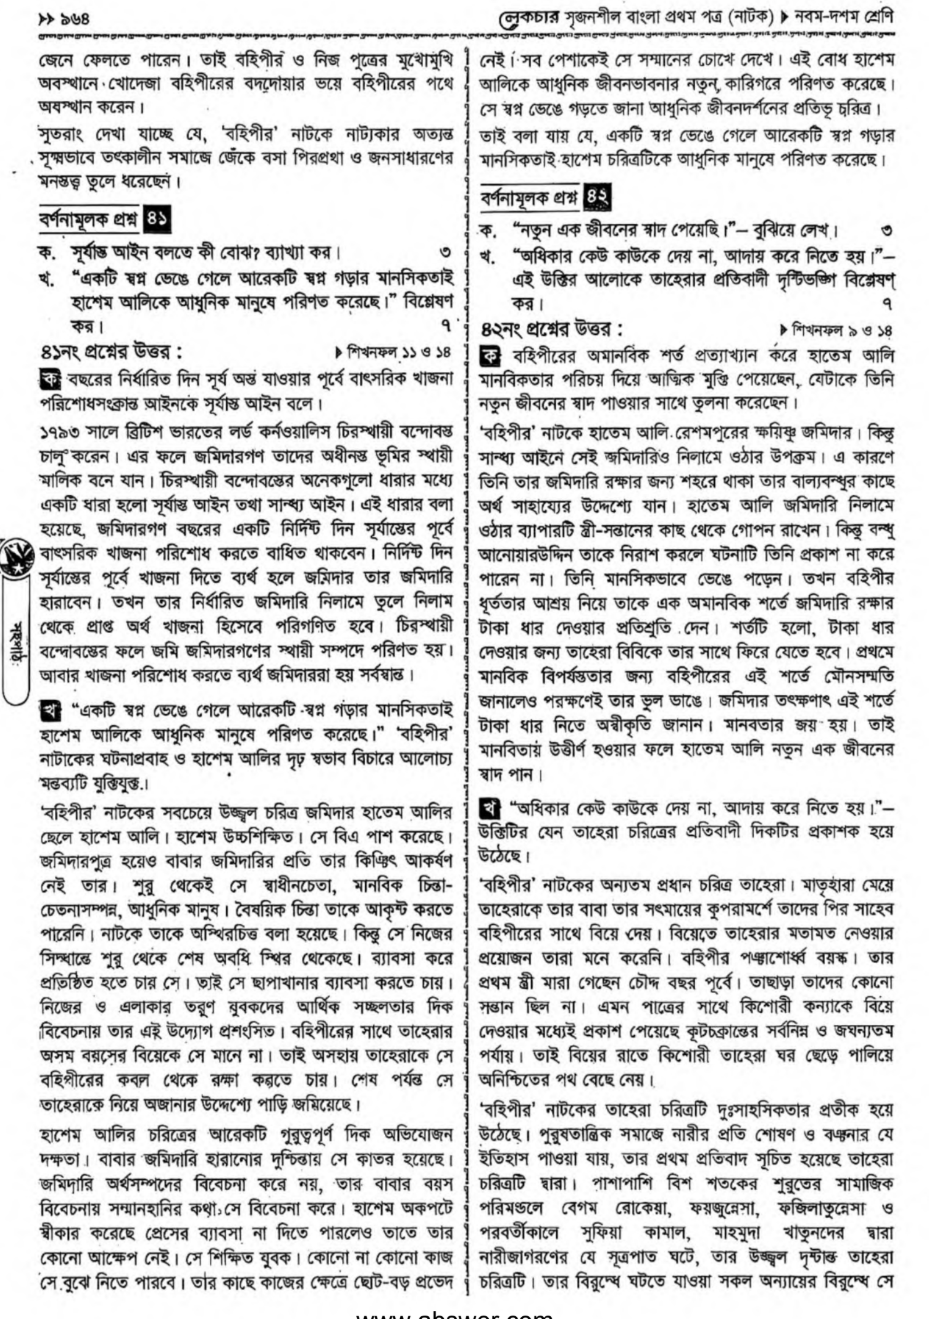 ▸▸ ৯৬৪
লেকচার সৃজনশীল বাংলা প্রথম পত্র (নাটক) ▶ নবম-দশম শ্রেণি
জেনে ফেলতে পারেন। তাই বহিপীর ও নিজ পুত্রের মুখোমুখি
অবস্থানে খোদেজা বহিপীরের বদদোয়ার ভয়ে বহিপীরের পথে
অবস্থান করেন।
সুতরাং দেখা যাচ্ছে যে, 'বহিপীর' নাটকে নাট্যকার অত্যন্ত
সূক্ষ্মভাবে তৎকালীন সমাজে জেঁকে বসা পিরপ্রথা ও জনসাধারণের
মনস্তত্ত্ব তুলে ধরেছেন।
বর্ণনামূলক প্রশ্ন ৪১
ক. সূর্যাস্ত আইন বলতে কী বোঝ? ব্যাখ্যা কর। ৩
খ. “একটি স্বপ্ন ভেঙে গেলে আরেকটি স্বপ্ন গড়ার মানসিকতাই
হাশেম আলিকে আধুনিক মানুষে পরিণত করেছে।” বিশ্লেষণ
কর। ৭
৪১নং প্রশ্নের উত্তর : ▶ শিখনফল ১১ ও ১৪
ক বছরের নির্ধারিত দিন সূর্য অস্ত যাওয়ার পূর্বে বাৎসরিক খাজনা
পরিশোধসংক্রান্ত আইনকে সূর্যাস্ত আইন বলে।
১৭৯৩ সালে ব্রিটিশ ভারতের লর্ড কর্নওয়ালিস চিরস্থায়ী বন্দোবস্ত
চালু করেন। এর ফলে জমিদারগণ তাদের অধীনস্ত ভূমির স্থায়ী
মালিক বনে যান। চিরস্থায়ী বন্দোবস্তের অনেকগুলো ধারার মধ্যে
একটি ধারা হলো সূর্যাস্ত আইন তথা সান্ধ্য আইন। এই ধারার বলা
হয়েছে, জমিদারগণ বছরের একটি নির্দিষ্ট দিন সূর্যাস্তের পূর্বে
বাৎসরিক খাজনা পরিশোধ করতে বাধিত থাকবেন। নির্দিষ্ট দিন
সূর্যাস্তের পূর্বে খাজনা দিতে ব্যর্থ হলে জমিদার তার জমিদারি
হারাবেন। তখন তার নির্ধারিত জমিদারি নিলামে তুলে নিলাম
থেকে প্রাপ্ত অর্থ খাজনা হিসেবে পরিগণিত হবে। চিরস্থায়ী
বন্দোবস্তের ফলে জমি জমিদারগণের স্থায়ী সম্পদে পরিণত হয়।
আবার খাজনা পরিশোধ করতে ব্যর্থ জমিদাররা হয় সর্বস্বান্ত।
খ “একটি স্বপ্ন ভেঙে গেলে আরেকটি স্বপ্ন গড়ার মানসিকতাই
হাশেম আলিকে আধুনিক মানুষে পরিণত করেছে।” 'বহিপীর'
নাটাকের ঘটনাপ্রবাহ ও হাশেম আলির দৃঢ় স্বভাব বিচারে আলোচ্য
মন্তব্যটি যুক্তিযুক্ত।
'বহিপীর' নাটকের সবচেয়ে উজ্জ্বল চরিত্র জমিদার হাতেম আলির
ছেলে হাশেম আলি। হাশেম উচ্চশিক্ষিত। সে বিএ পাশ করেছে।
জমিদারপুত্র হয়েও বাবার জমিদারির প্রতি তার কিঞ্চিৎ আকর্ষণ
নেই তার। শুরু থেকেই সে স্বাধীনচেতা, মানবিক চিন্তা-
চেতনাসম্পন্ন, আধুনিক মানুষ। বৈষয়িক চিন্তা তাকে আকৃষ্ট করতে
পারেনি। নাটকে তাকে অস্থিরচিত্ত বলা হয়েছে। কিন্তু সে নিজের
সিদ্ধান্তে শুরু থেকে শেষ অবধি স্থির থেকেছে। ব্যাবসা করে
প্রতিষ্ঠিত হতে চায় সে। তাই সে ছাপাখানার ব্যাবসা করতে চায়।
নিজের ও এলাকার তরুণ যুবকদের আর্থিক সচ্ছলতার দিক
বিবেচনায় তার এই উদ্যোগ প্রশংসিত। বহিপীরের সাথে তাহেরার
অসম বয়সের বিয়েকে সে মানে না। তাই অসহায় তাহেরাকে সে
বহিপীরের কবল থেকে রক্ষা করতে চায়। শেষ পর্যন্ত সে
তাহেরাকে নিয়ে অজানার উদ্দেশ্যে পাড়ি জমিয়েছে।
হাশেম আলির চরিত্রের আরেকটি গুরুত্বপূর্ণ দিক অভিযোজন
দক্ষতা। বাবার জমিদারি হারানোর দুশ্চিন্তায় সে কাতর হয়েছে।
জমিদারি অর্থসম্পদের বিবেচনা করে নয়, তার বাবার বয়স
বিবেচনায় সম্মানহানির কথা সে বিবেচনা করে। হাশেম অকপটে
স্বীকার করেছে প্রেসের ব্যাবসা না দিতে পারলেও তাতে তার
কোনো আক্ষেপ নেই। সে শিক্ষিত যুবক। কোনো না কোনো কাজ
সে বুঝে নিতে পারবে। তার কাছে কাজের ক্ষেত্রে ছোট-বড় প্রভেদ
নেই। সব পেশাকেই সে সম্মানের চোখে দেখে। এই বোধ হাশেম
আলিকে আধুনিক জীবনভাবনার নতুন কারিগরে পরিণত করেছে।
সে স্বপ্ন ভেঙে গড়তে জানা আধুনিক জীবনদর্শনের প্রতিভূ চরিত্র।
তাই বলা যায় যে, একটি স্বপ্ন ভেঙে গেলে আরেকটি স্বপ্ন গড়ার
মানসিকতাই হাশেম চরিত্রটিকে আধুনিক মানুষে পরিণত করেছে।
বর্ণনামূলক প্রশ্ন ৪২
ক. “নতুন এক জীবনের স্বাদ পেয়েছি।”– বুঝিয়ে লেখ। ৩
খ. “অধিকার কেউ কাউকে দেয় না, আদায় করে নিতে হয়।”–
এই উক্তির আলোকে তাহেরার প্রতিবাদী দৃষ্টিভঙ্গি বিশ্লেষণ
কর। ৭
৪২নং প্রশ্নের উত্তর : ▶ শিখনফল ৯ ও ১৪
ক বহিপীরের অমানবিক শর্ত প্রত্যাখ্যান করে হাতেম আলি
মানবিকতার পরিচয় দিয়ে আত্মিক মুক্তি পেয়েছেন, যেটাকে তিনি
নতুন জীবনের স্বাদ পাওয়ার সাথে তুলনা করেছেন।
'বহিপীর' নাটকে হাতেম আলি রেশমপুরের ক্ষয়িষ্ণু জমিদার। কিন্তু
সান্ধ্য আইনে সেই জমিদারিও নিলামে ওঠার উপক্রম। এ কারণে
তিনি তার জমিদারি রক্ষার জন্য শহরে থাকা তার বাল্যবন্ধুর কাছে
অর্থ সাহায্যের উদ্দেশ্যে যান। হাতেম আলি জমিদারি নিলামে
ওঠার ব্যাপারটি স্ত্রী-সন্তানের কাছ থেকে গোপন রাখেন। কিন্তু বন্ধু
আনোয়ারউদ্দিন তাকে নিরাশ করলে ঘটনাটি তিনি প্রকাশ না করে
পারেন না। তিনি মানসিকভাবে ভেঙে পড়েন। তখন বহিপীর
ধূর্ততার আশ্রয় নিয়ে তাকে এক অমানবিক শর্তে জমিদারি রক্ষার
টাকা ধার দেওয়ার প্রতিশ্রুতি দেন। শর্তটি হলো, টাকা ধার
দেওয়ার জন্য তাহেরা বিবিকে তার সাথে ফিরে যেতে হবে। প্রথমে
মানবিক বিপর্যস্ততার জন্য বহিপীরের এই শর্তে মৌনসম্মতি
জানালেও পরক্ষণেই তার ভুল ভাঙে। জমিদার তৎক্ষণাৎ এই শর্তে
টাকা ধার নিতে অস্বীকৃতি জানান। মানবতার জয় হয়। তাই
মানবিতায় উত্তীর্ণ হওয়ার ফলে হাতেম আলি নতুন এক জীবনের
স্বাদ পান।
খ “অধিকার কেউ কাউকে দেয় না, আদায় করে নিতে হয়।”–
উক্তিটির যেন তাহেরা চরিত্রের প্রতিবাদী দিকটির প্রকাশক হয়ে
উঠেছে।
'বহিপীর' নাটকের অন্যতম প্রধান চরিত্র তাহেরা। মাতৃহারা মেয়ে
তাহেরাকে তার বাবা তার সৎমায়ের কুপরামর্শে তাদের পির সাহেব
বহিপীরের সাথে বিয়ে দেয়। বিয়েতে তাহেরার মতামত নেওয়ার
প্রয়োজন তারা মনে করেনি। বহিপীর পঞ্চাশোর্ধ্ব বয়স্ক। তার
প্রথম স্ত্রী মারা গেছেন চৌদ্দ বছর পূর্বে। তাছাড়া তাদের কোনো
সন্তান ছিল না। এমন পাত্রের সাথে কিশোরী কন্যাকে বিয়ে
দেওয়ার মধ্যেই প্রকাশ পেয়েছে কূটচক্রান্তের সর্বনিম্ন ও জঘন্যতম
পর্যায়। তাই বিয়ের রাতে কিশোরী তাহেরা ঘর ছেড়ে পালিয়ে
অনিশ্চিতের পথ বেছে নেয়।
'বহিপীর' নাটকের তাহেরা চরিত্রটি দুঃসাহসিকতার প্রতীক হয়ে
উঠেছে। পুরুষতান্ত্রিক সমাজে নারীর প্রতি শোষণ ও বঞ্চনার যে
ইতিহাস পাওয়া যায়, তার প্রথম প্রতিবাদ সূচিত হয়েছে তাহেরা
চরিত্রটি দ্বারা। পাশাপাশি বিশ শতকের শুরুতের সামাজিক
পরিমন্ডলে বেগম রোকেয়া, ফয়জুন্নেসা, ফজিলাতুন্নেসা ও
পরবর্তীকালে সুফিয়া কামাল, মাহমুদা খাতুনদের দ্বারা
নারীজাগরণের যে সূত্রপাত ঘটে, তার উজ্জ্বল দৃষ্টান্ত তাহেরা
চরিত্রটি। তার বিরুদ্ধে ঘটতে যাওয়া সকল অন্যায়ের বিরুদ্ধে সে